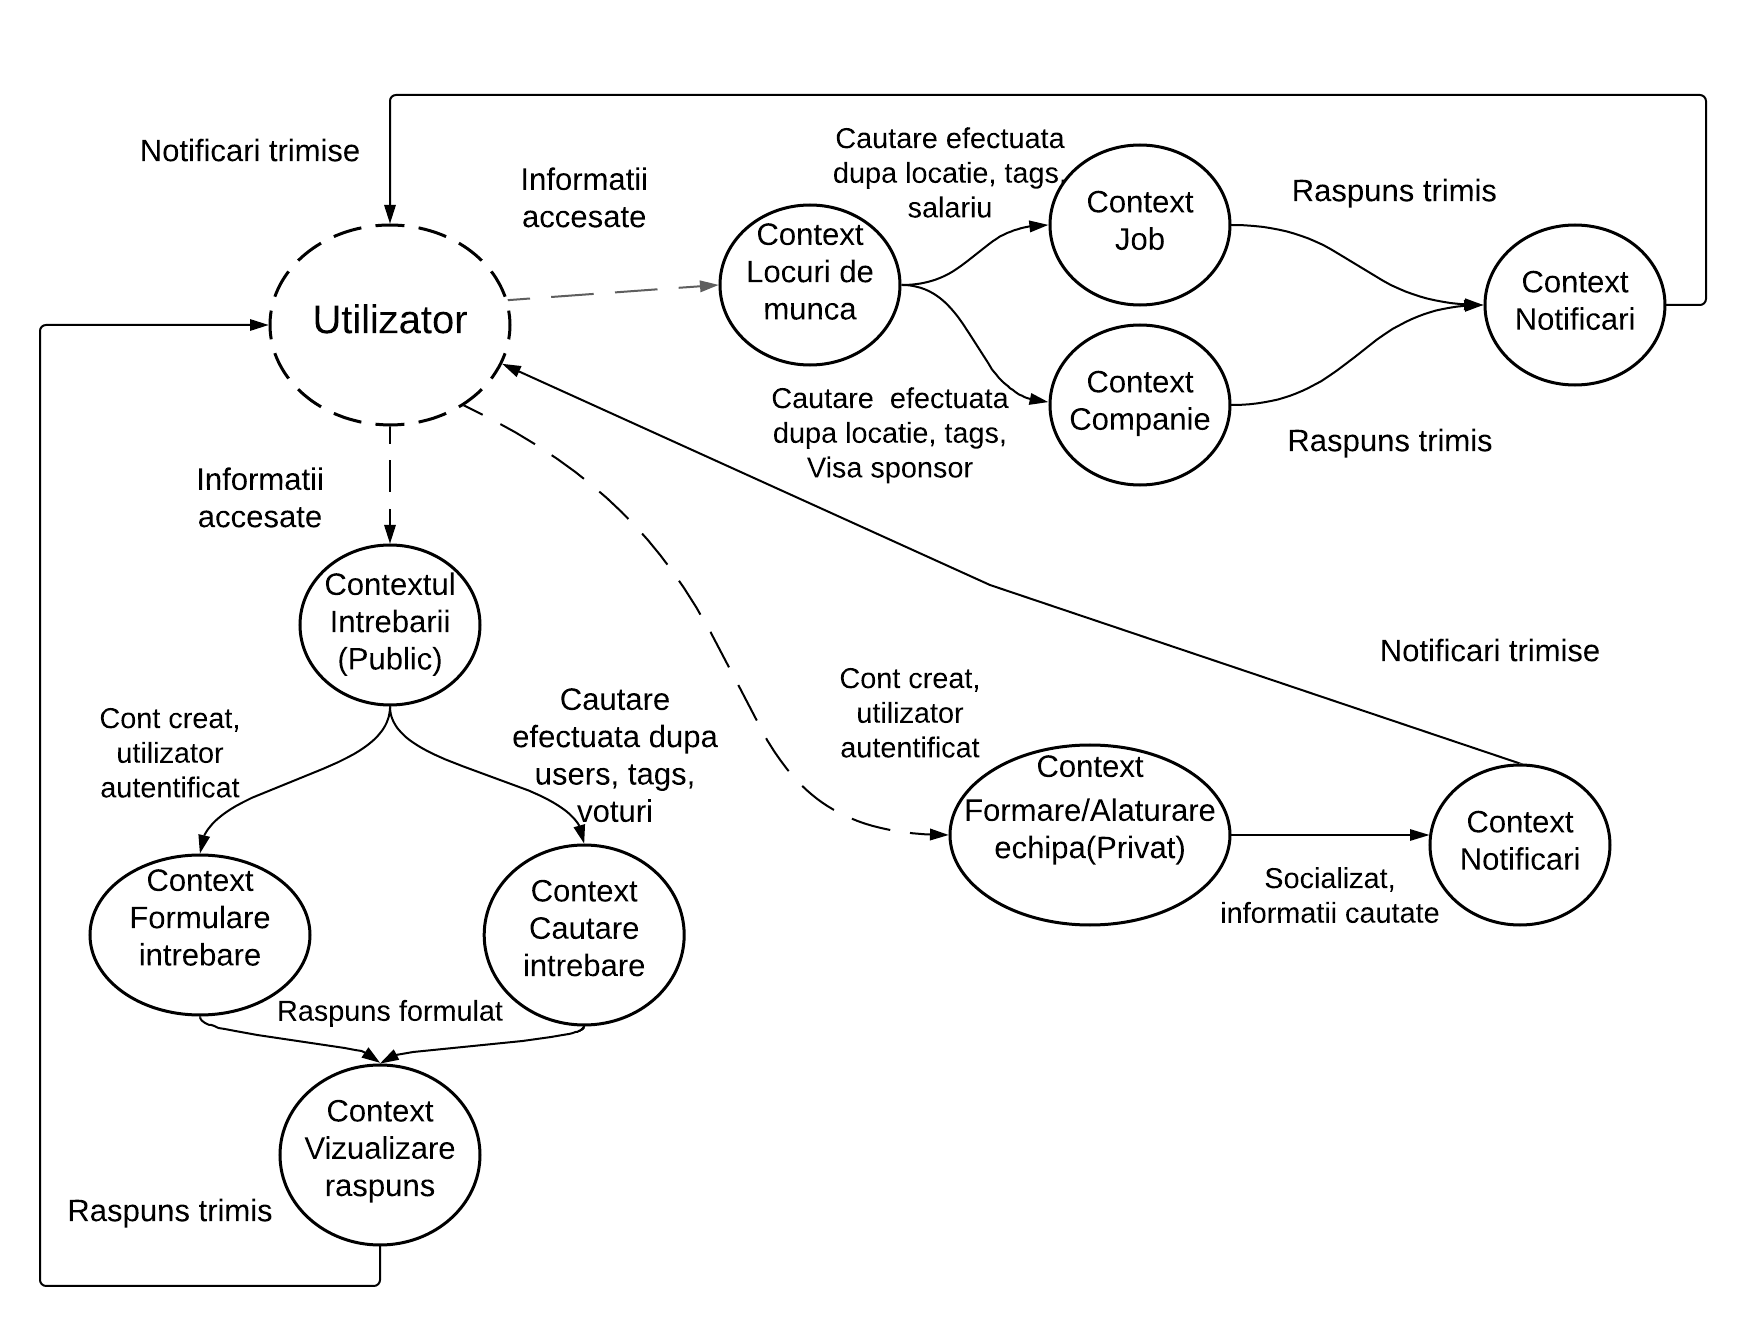 Notificari trimise
Informatii
accesate
Cautare efectuata
dupa locatie, tags,
salariu
Context
Job
Raspuns trimis
Context
Locuri de
munca
Context
Notificari
Utilizator
Cautare  efectuata
dupa locatie, tags,
Visa sponsor
Context
Companie
Raspuns trimis
Informatii
accesate
Contextul
Intrebarii
(Public)
Notificari trimise
Cont creat,
utilizator
autentificat
Cautare
efectuata dupa
users, tags,
voturi
Cont creat,
utilizator
autentificat
Context
Formare/Alaturare
echipa(Privat)
Context
Notificari
Socializat,
informatii cautate
Context
Formulare
intrebare
Context
Cautare
intrebare
Raspuns formulat
Context
Vizualizare
raspuns
Raspuns trimis